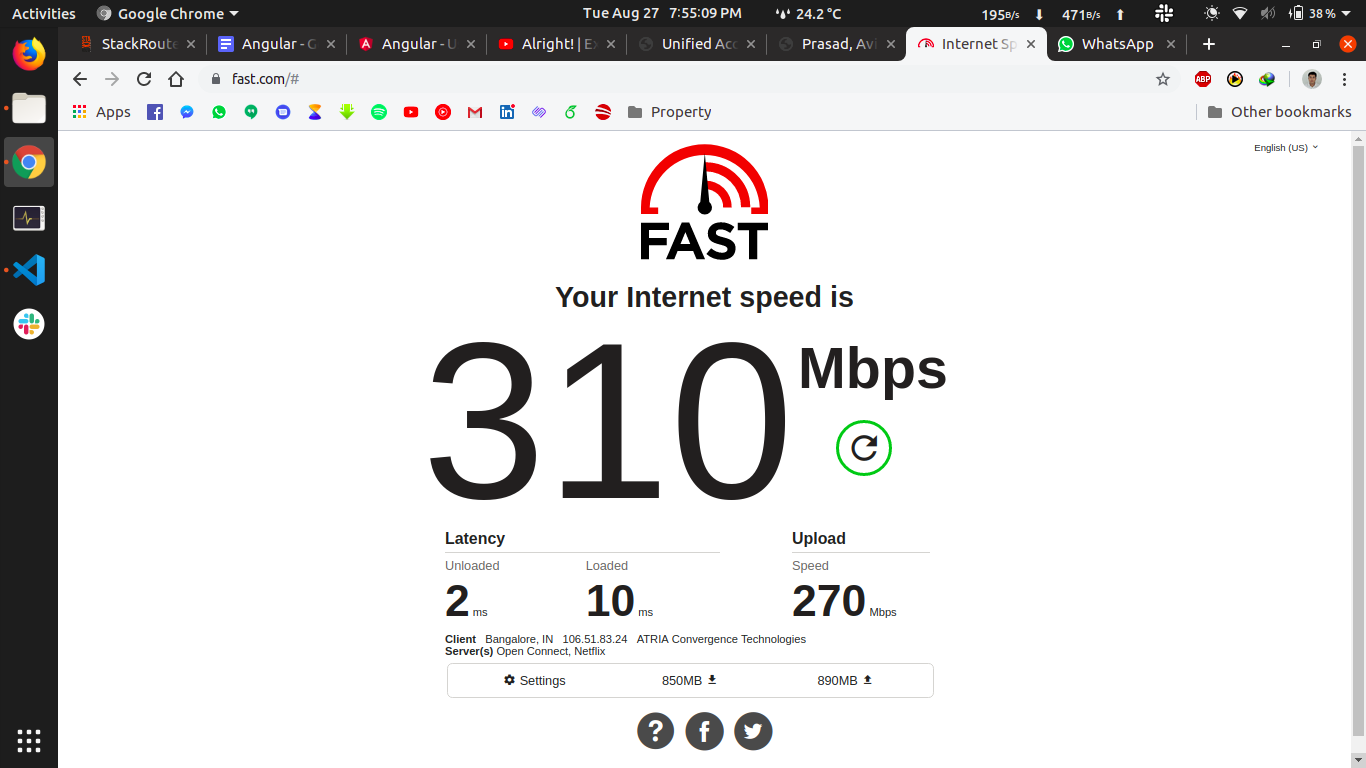 Activities Google Chrome Tue Aug 27 7:55:09 PM 24.2 °C 195B/s 471B/s 38 %
StackRoute Angular - G Angular - U Alright! | Ex Unified Acc Prasad, Avi Internet Sp WhatsApp
fast.com/# ABP
Apps Property Other bookmarks
English (US)
FAST
Your Internet speed is
310 Mbps
Latency Upload
Unloaded Loaded Speed
2 ms 10 ms 270 Mbps
Client Bangalore, IN 106.51.83.24 ATRIA Convergence Technologies
Server(s) Open Connect, Netflix
Settings 850MB 890MB